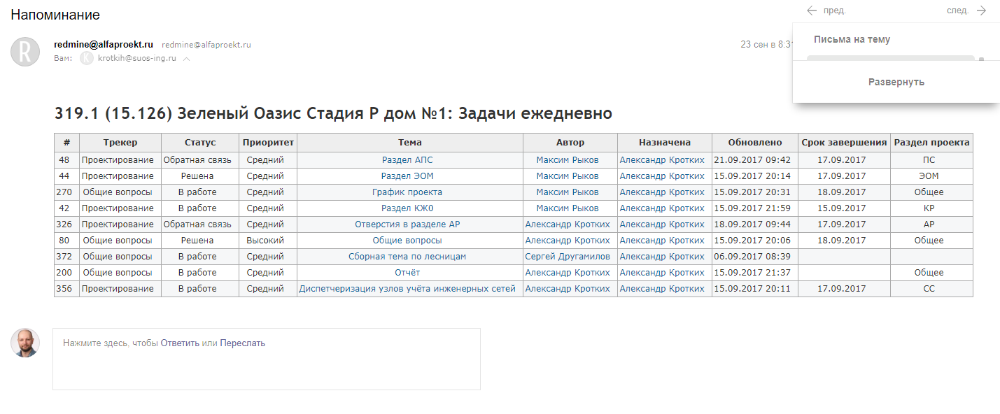 Напоминание
пред.
след.
redmine@alfaproekt.ru redmine@alfaproekt.ru
23 сен в 8:31
Вам: K krotkih@suos-ing.ru
R
Письма на тему
Развернуть
319.1 (15.126) Зеленый Оазис Стадия Р дом №1: Задачи ежедневно
# Трекер Статус Приоритет Тема Автор Назначена Обновлено Срок завершения Раздел проекта
48 Проектирование Обратная связь Средний Раздел АПС Максим Рыков Александр Кротких 21.09.2017 09:42 17.09.2017 ПС
44 Проектирование Решена Средний Раздел ЭОМ Максим Рыков Александр Кротких 15.09.2017 20:14 17.09.2017 ЭОМ
270 Общие вопросы В работе Средний График проекта Максим Рыков Александр Кротких 15.09.2017 20:31 18.09.2017 Общее
42 Проектирование В работе Средний Раздел КЖ0 Максим Рыков Александр Кротких 15.09.2017 21:59 15.09.2017 КР
326 Проектирование Обратная связь Средний Отверстия в разделе АР Александр Кротких Александр Кротких 18.09.2017 09:44 17.09.2017 АР
80 Общие вопросы Решена Высокий Общие вопросы Александр Кротких Александр Кротких 15.09.2017 20:06 18.09.2017 Общее
372 Общие вопросы В работе Средний Сборная тема по лесницам Сергей Другамилов Александр Кротких 06.09.2017 08:39
200 Общие вопросы В работе Средний Отчёт Александр Кротких Александр Кротких 15.09.2017 21:37 Общее
356 Проектирование В работе Средний Диспетчеризация узлов учёта инженерных сетей Александр Кротких Александр Кротких 15.09.2017 20:11 17.09.2017 СС
Нажмите здесь, чтобы Ответить или Переслать